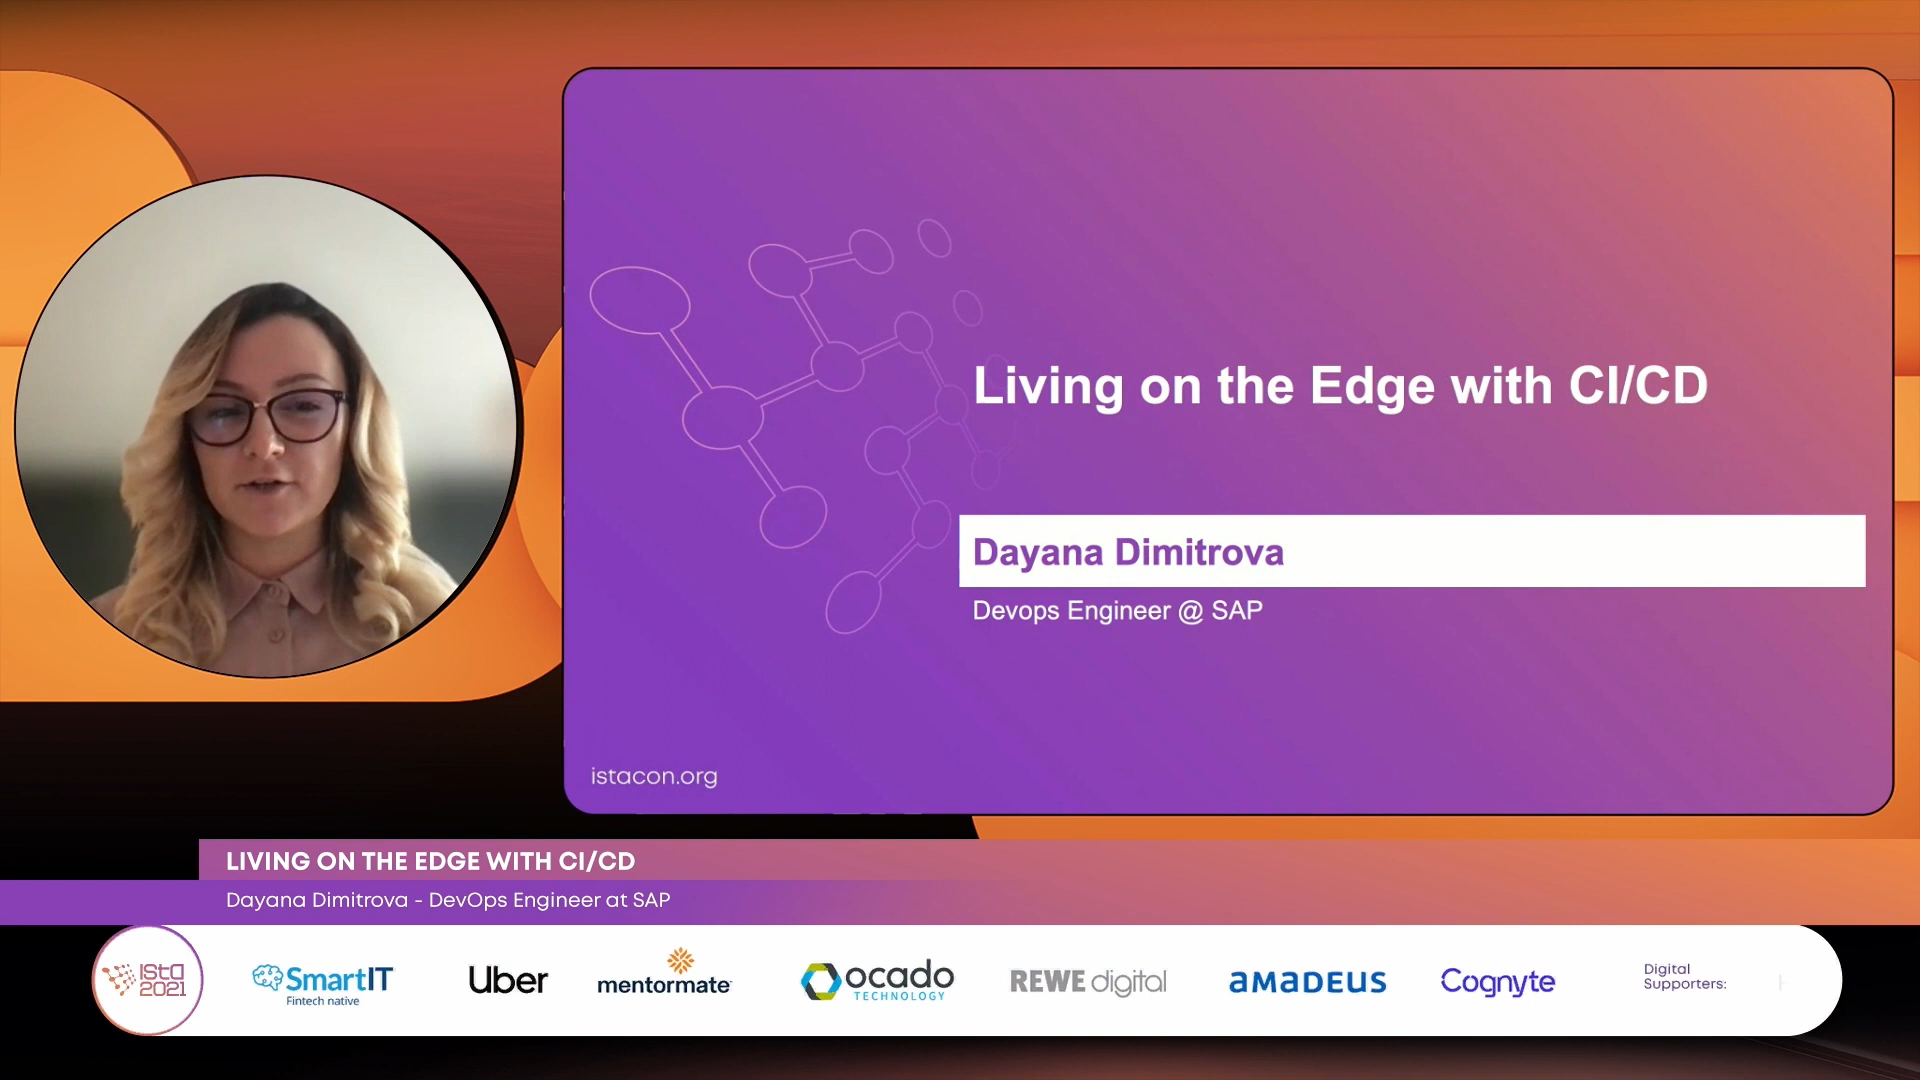 Living on the Edge with CI/CD
Dayana Dimitrova
Devops Engineer @ SAP
istacon.org
LIVING ON THE EDGE WITH CI/CD
Dayana Dimitrova - DevOps Engineer at SAP
ista
2021
SmartIT
Fintech native
Uber
mentormate
ocado
TECHNOLOGY
REWE digital
amadeus
Cognyte
Digital
Supporters: